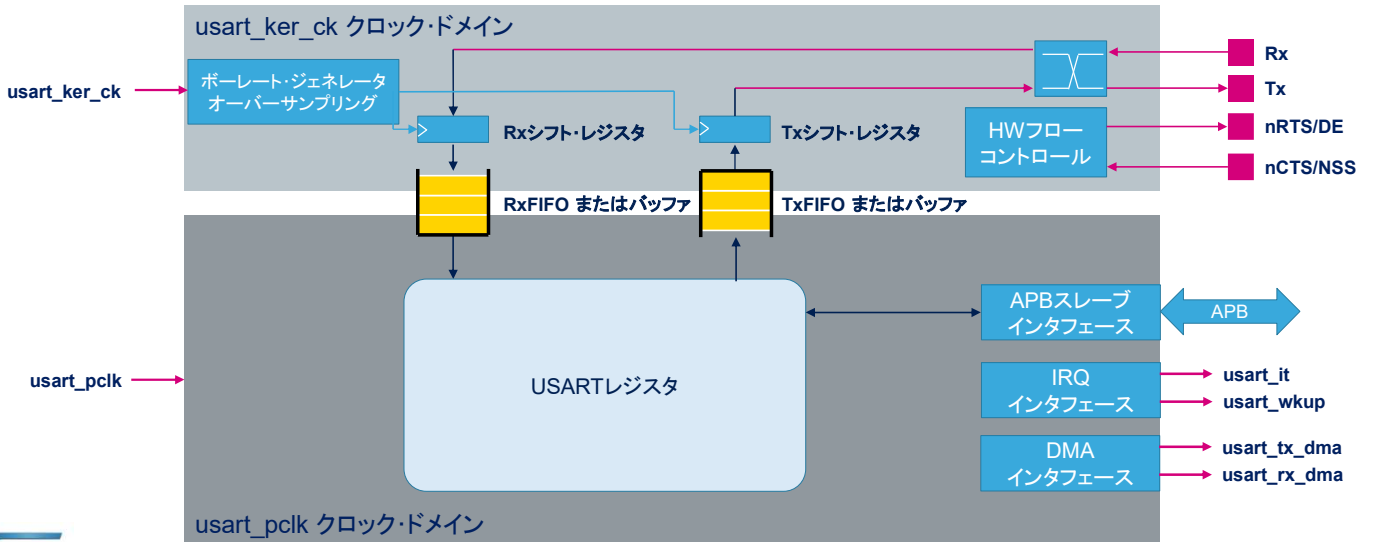 usart_ker_ck クロック・ドメイン
usart_ker_ck
ボーレート・ジェネレータ
オーバーサンプリング
Rxシフト・レジスタ
Txシフト・レジスタ
HWフロー
コントロール
Rx
Tx
nRTS/DE
nCTS/NSS
RxFIFO またはバッファ
TxFIFO またはバッファ
usart_pclk
USARTレジスタ
APBスレーブ
インタフェース
APB
IRQ
インタフェース
usart_it
usart_wkup
DMA
インタフェース
usart_tx_dma
usart_rx_dma
usart_pclk クロック・ドメイン